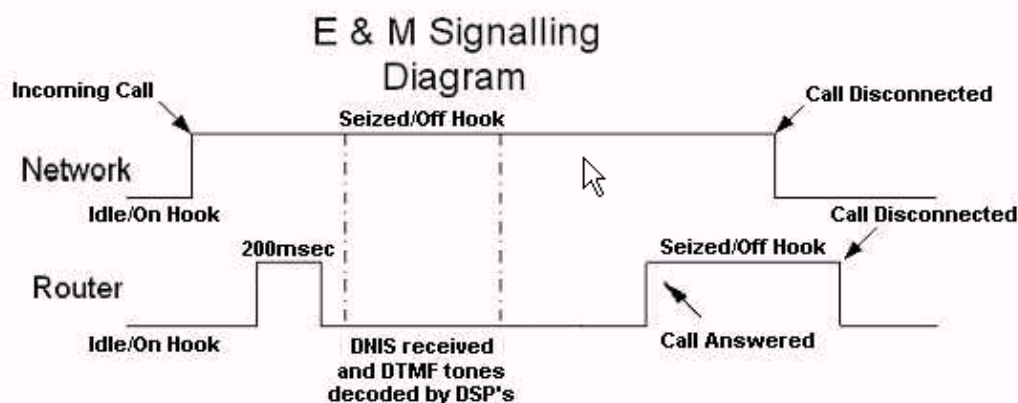 E & M Signalling
Diagram
Incoming Call
Call Disconnected
Seized/Off Hook
Network
Idle/On Hook
Call Disconnected
200msec
Seized/Off Hook
Router
Call Answered
Idle/On Hook
DNIS received
and DTMF tones
decoded by DSP's